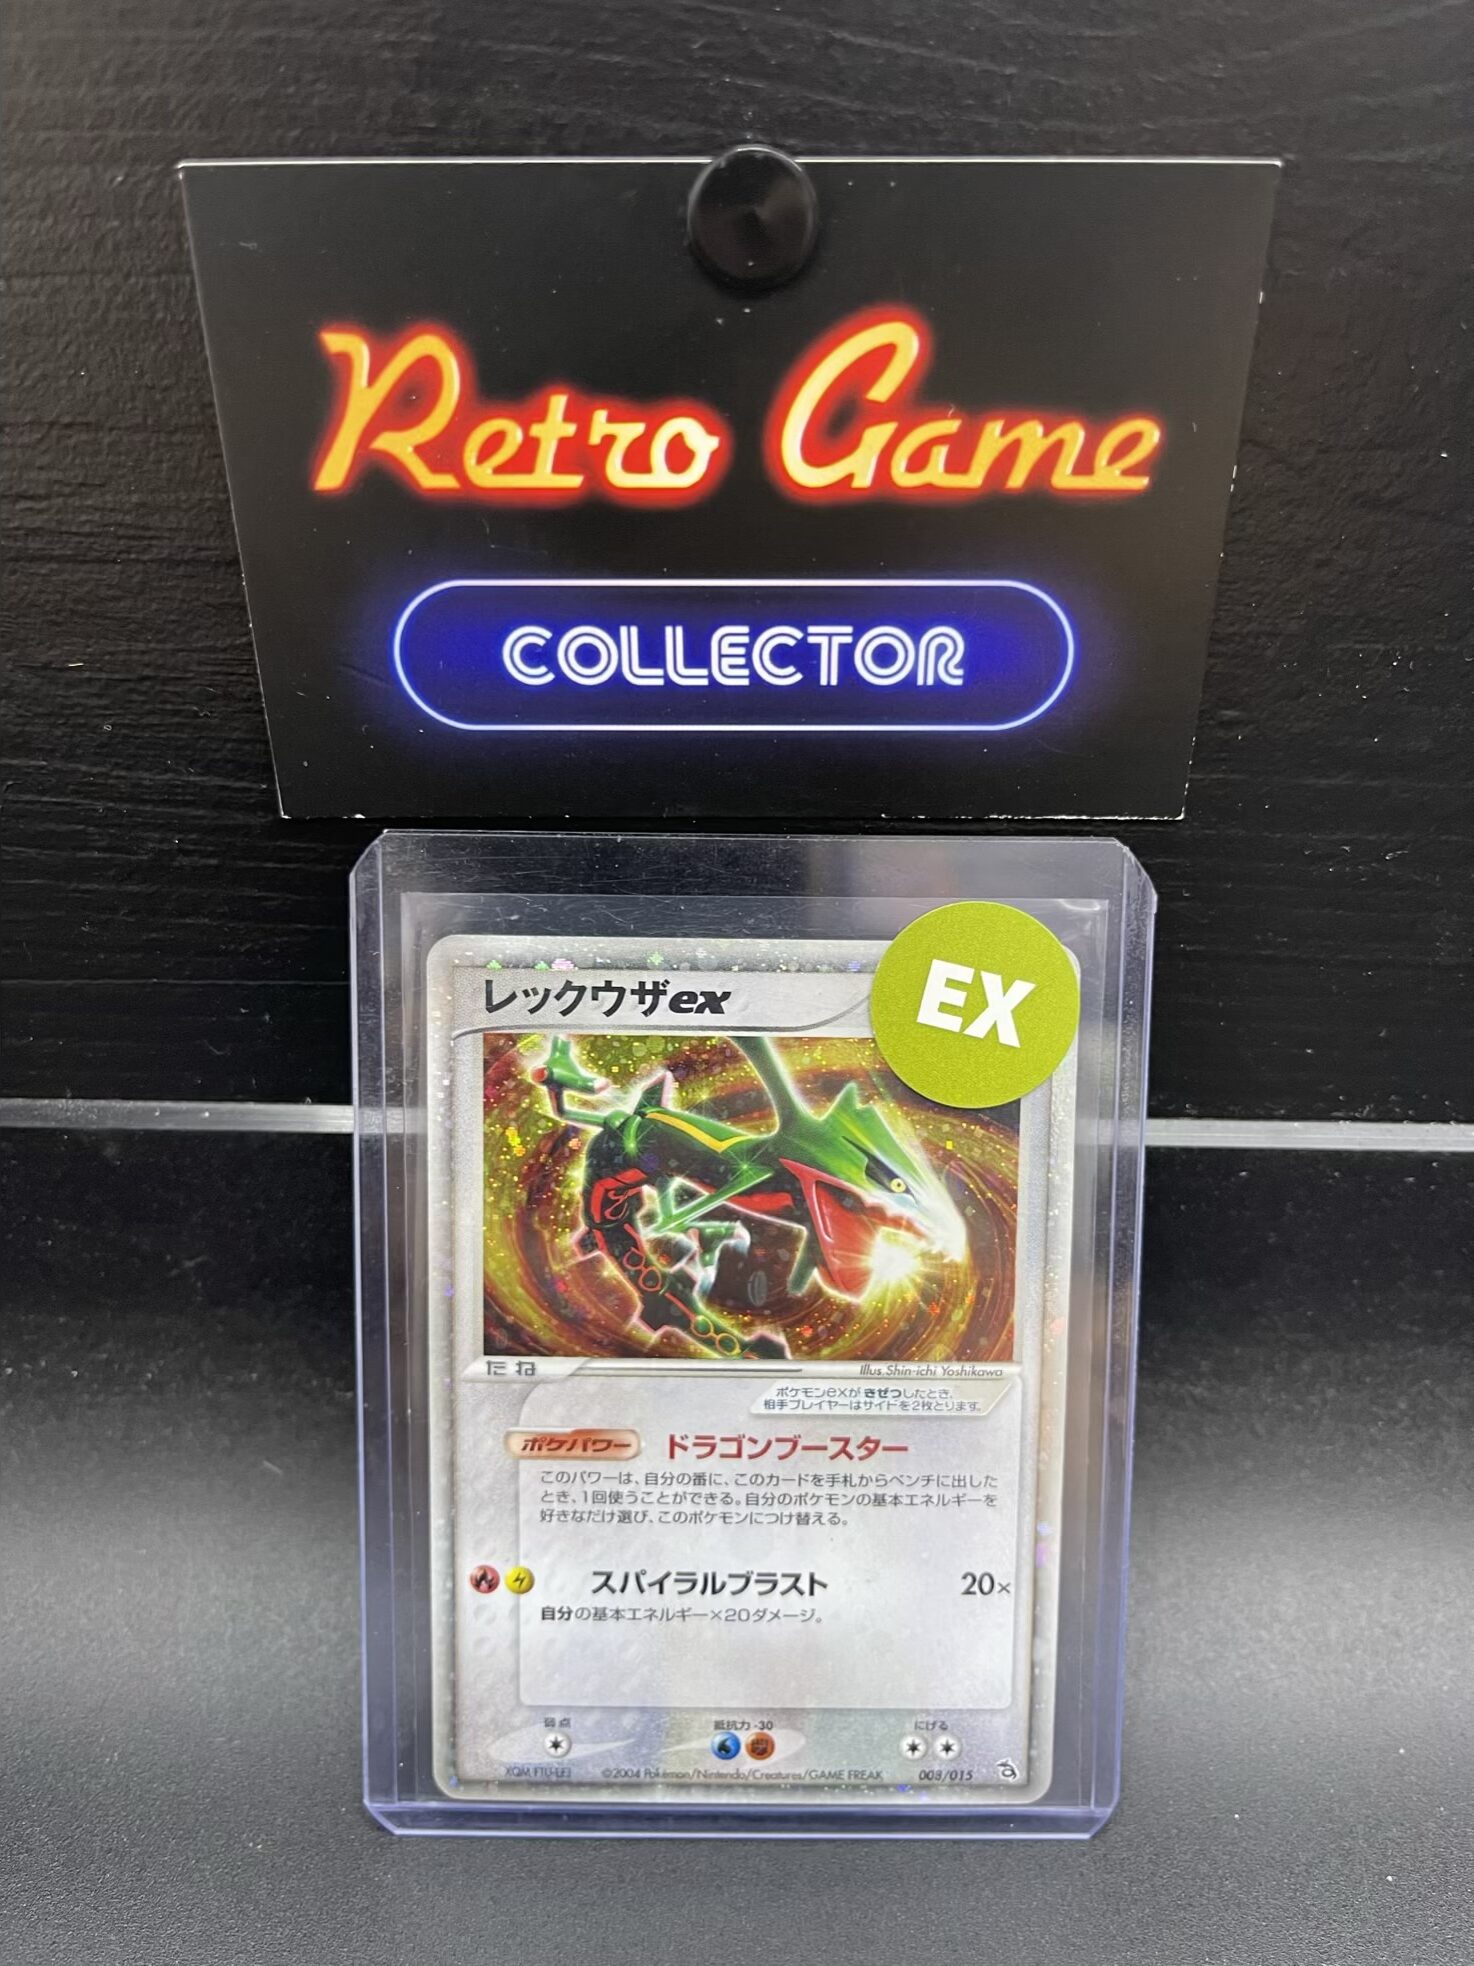 Retro Game
COLLECTOR
EX
レックウザex
たね
Illus. Shin-ichi Yoshikawa
ポケモンexが きぜつしたとき、
相手プレイヤーはサイドを2枚とります。
ポケパワー ドラゴンブースター
このパワーは、自分の番に、このカードを手札からベンチに出した
とき、1回使うことができる。自分のポケモンの基本エネルギーを
好きなだけ選び、このポケモンにつけ替える。
スパイラルブラスト 20×
自分の基本エネルギー×20ダメージ。
弱点 抵抗力 -30 にげる
©2004 Pokémon/Nintendo/Creatures/GAME FREAK 008/015